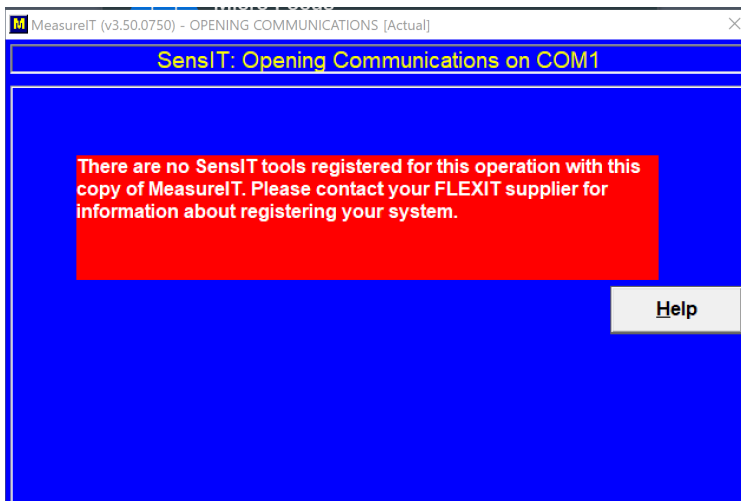 MeasureIT (v3.50.0750) - OPENING COMMUNICATIONS [Actual]
SensIT: Opening Communications on COM1
There are no SensIT tools registered for this operation with this
copy of MeasureIT. Please contact your FLEXIT supplier for
information about registering your system.
Help